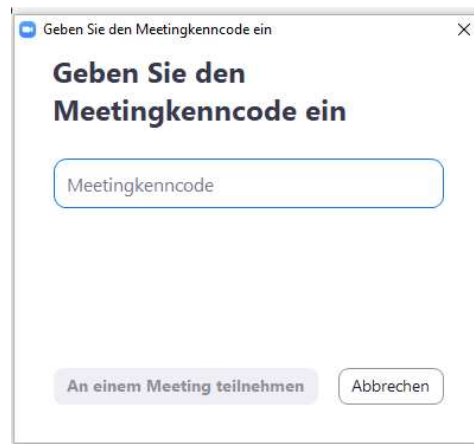 Geben Sie den Meetingkenncode ein
Geben Sie den
Meetingkenncode ein
Meetingkenncode
An einem Meeting teilnehmen Abbrechen